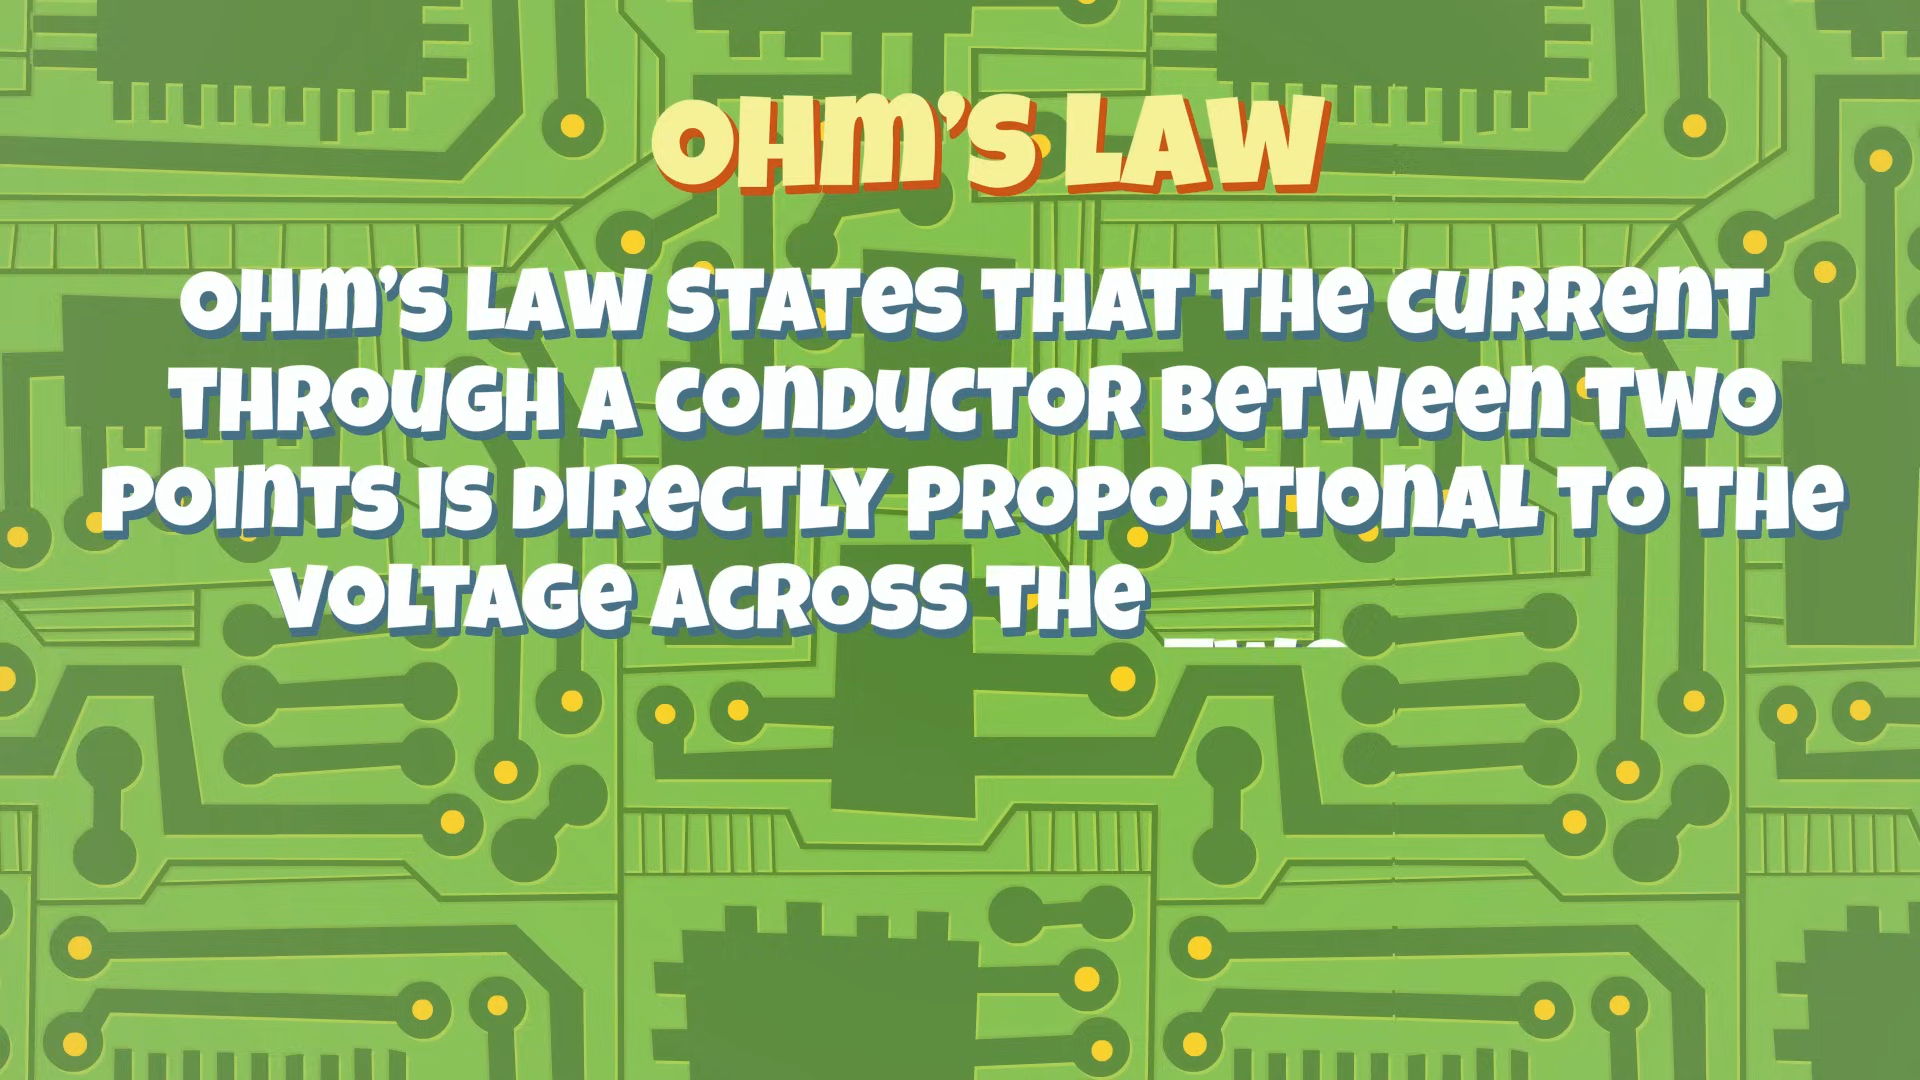 OHM'S LAW
OHM'S LAW STATES THAT THE CURRENT
THROUGH A CONDUCTOR BETWEEN TWO
POINTS IS DIRECTLY PROPORTIONAL TO THE
VOLTAGE ACROSS THE